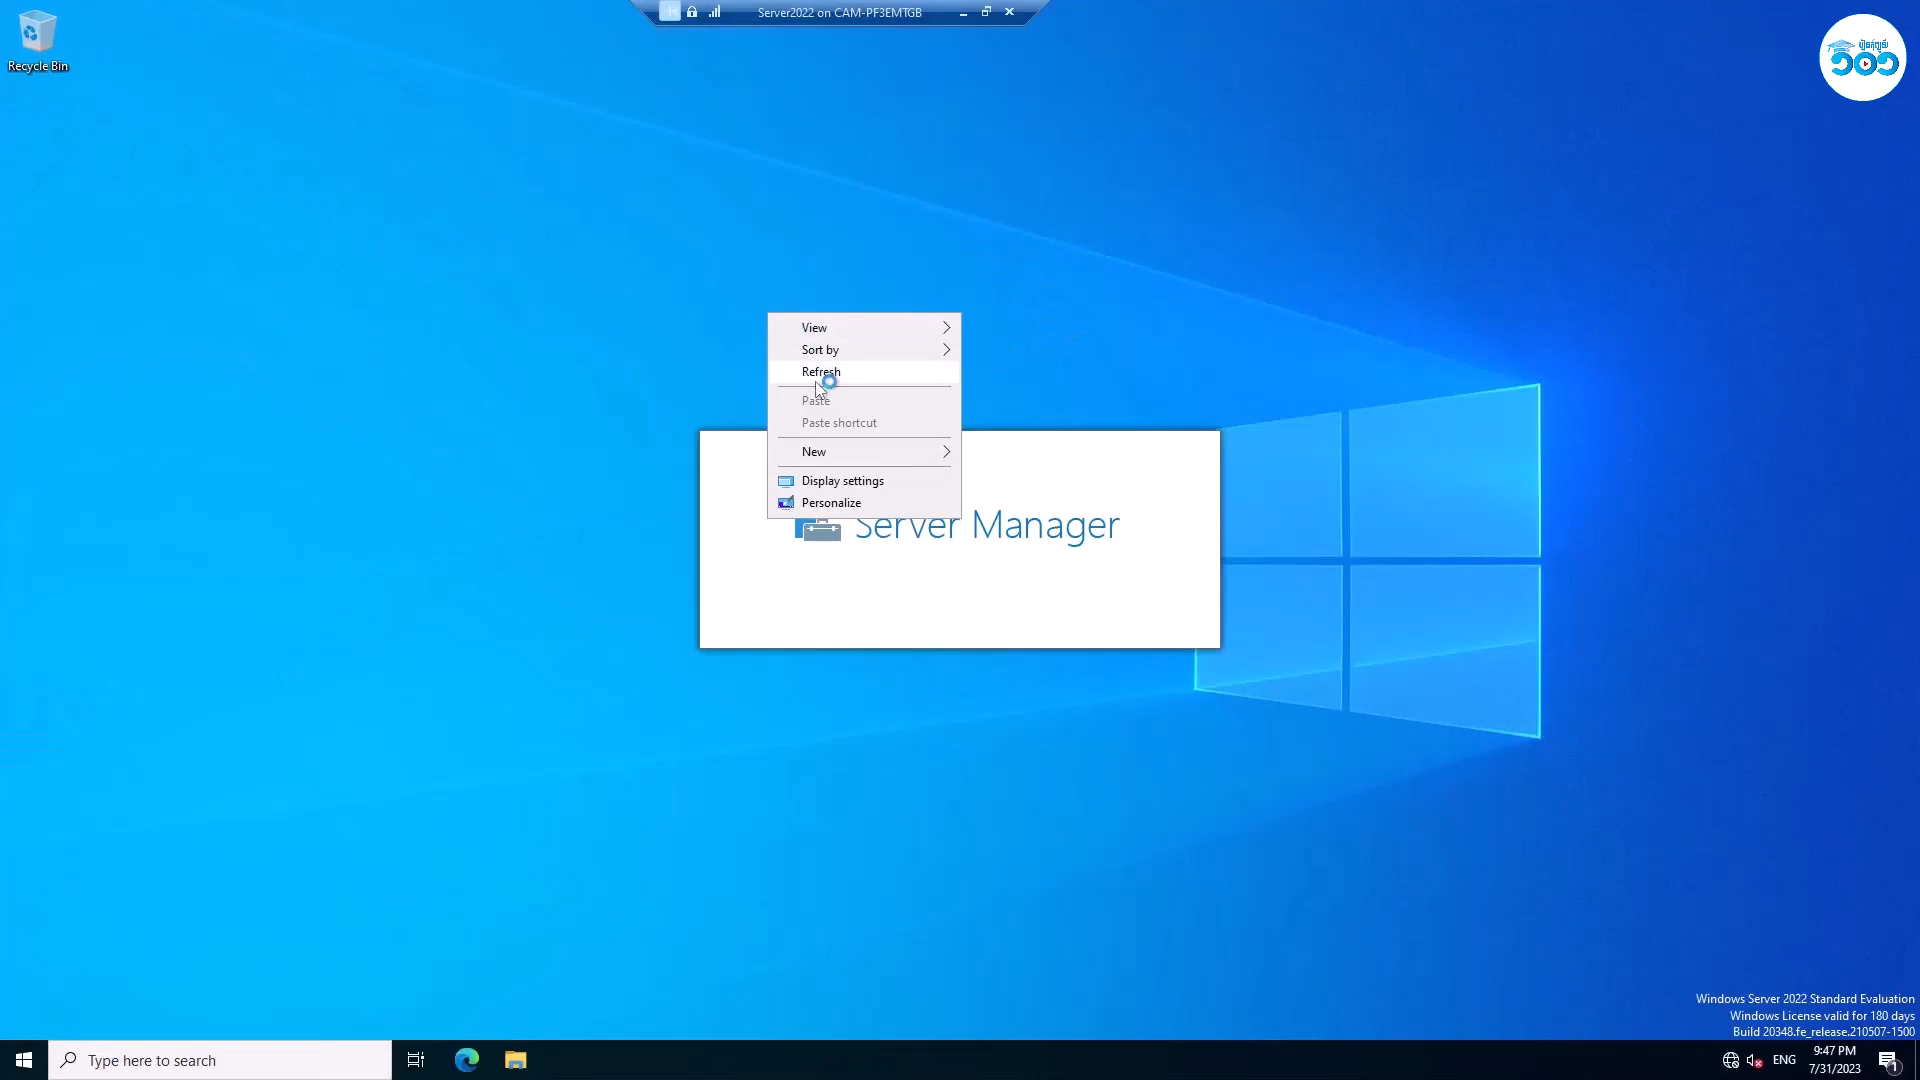 Server2022 on CAM-PF3EMTGB
Recycle Bin
View
Sort by
Refresh
Paste
Paste shortcut
New
Display settings
Personalize
Server Manager
Windows Server 2022 Standard Evaluation
Windows License valid for 180 days
Build 20348.fe_release.210507-1500
Type here to search
ENG
9:47 PM
7/31/2023
1